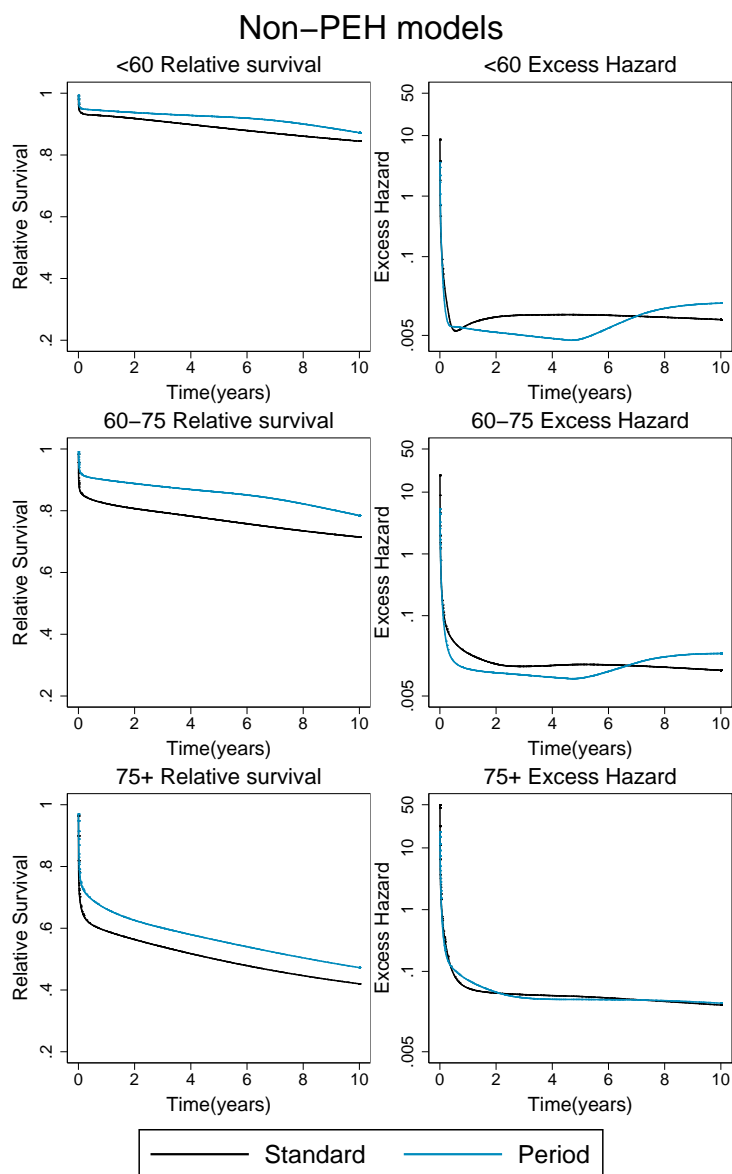 Non−PEH models
<60 Relative survival
Relative Survival
1
.8
.6
.4
.2
0 2 4 6 8 10
Time(years)
<60 Excess Hazard
Excess Hazard
50
10
1
.1
.005
0 2 4 6 8 10
Time(years)
60−75 Relative survival
Relative Survival
1
.8
.6
.4
.2
0 2 4 6 8 10
Time(years)
60−75 Excess Hazard
Excess Hazard
50
10
1
.1
.005
0 2 4 6 8 10
Time(years)
75+ Relative survival
Relative Survival
1
.8
.6
.4
.2
0 2 4 6 8 10
Time(years)
75+ Excess Hazard
Excess Hazard
50
10
1
.1
.005
0 2 4 6 8 10
Time(years)
Standard Period